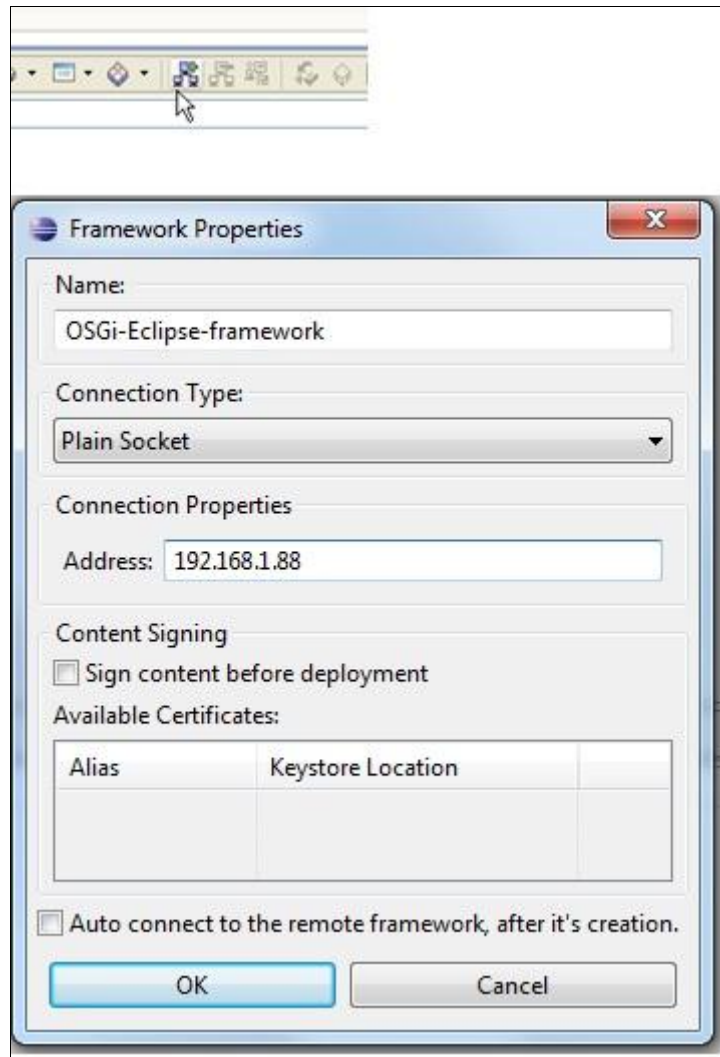 Framework Properties
Name:
OSGi-Eclipse-framework
Connection Type:
Plain Socket
Connection Properties
Address: 192.168.1.88
Content Signing
Sign content before deployment
Available Certificates:
Alias Keystore Location
Auto connect to the remote framework, after it's creation.
OK Cancel